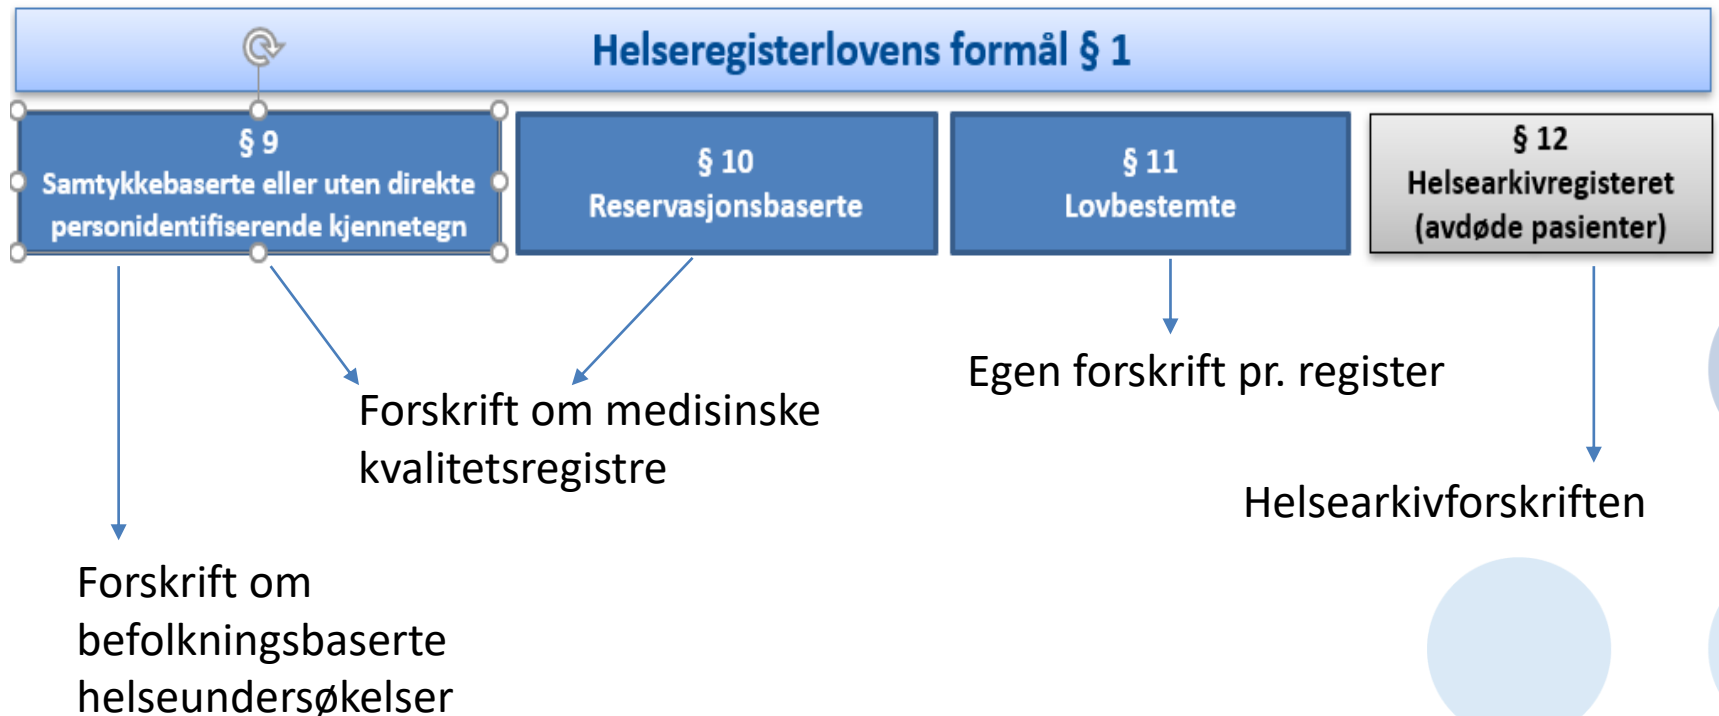 Helseregisterlovens formål § 1
§ 9
Samtykkebaserte eller uten direkte
personidentifiserende kjennetegn
§ 10
Reservasjonsbaserte
§ 11
Lovbestemte
§ 12
Helsearkivregisteret
(avdøde pasienter)
Egen forskrift pr. register
Forskrift om medisinske
kvalitetsregistre
Helsearkivforskriften
Forskrift om
befolkningsbaserte
helseundersøkelser